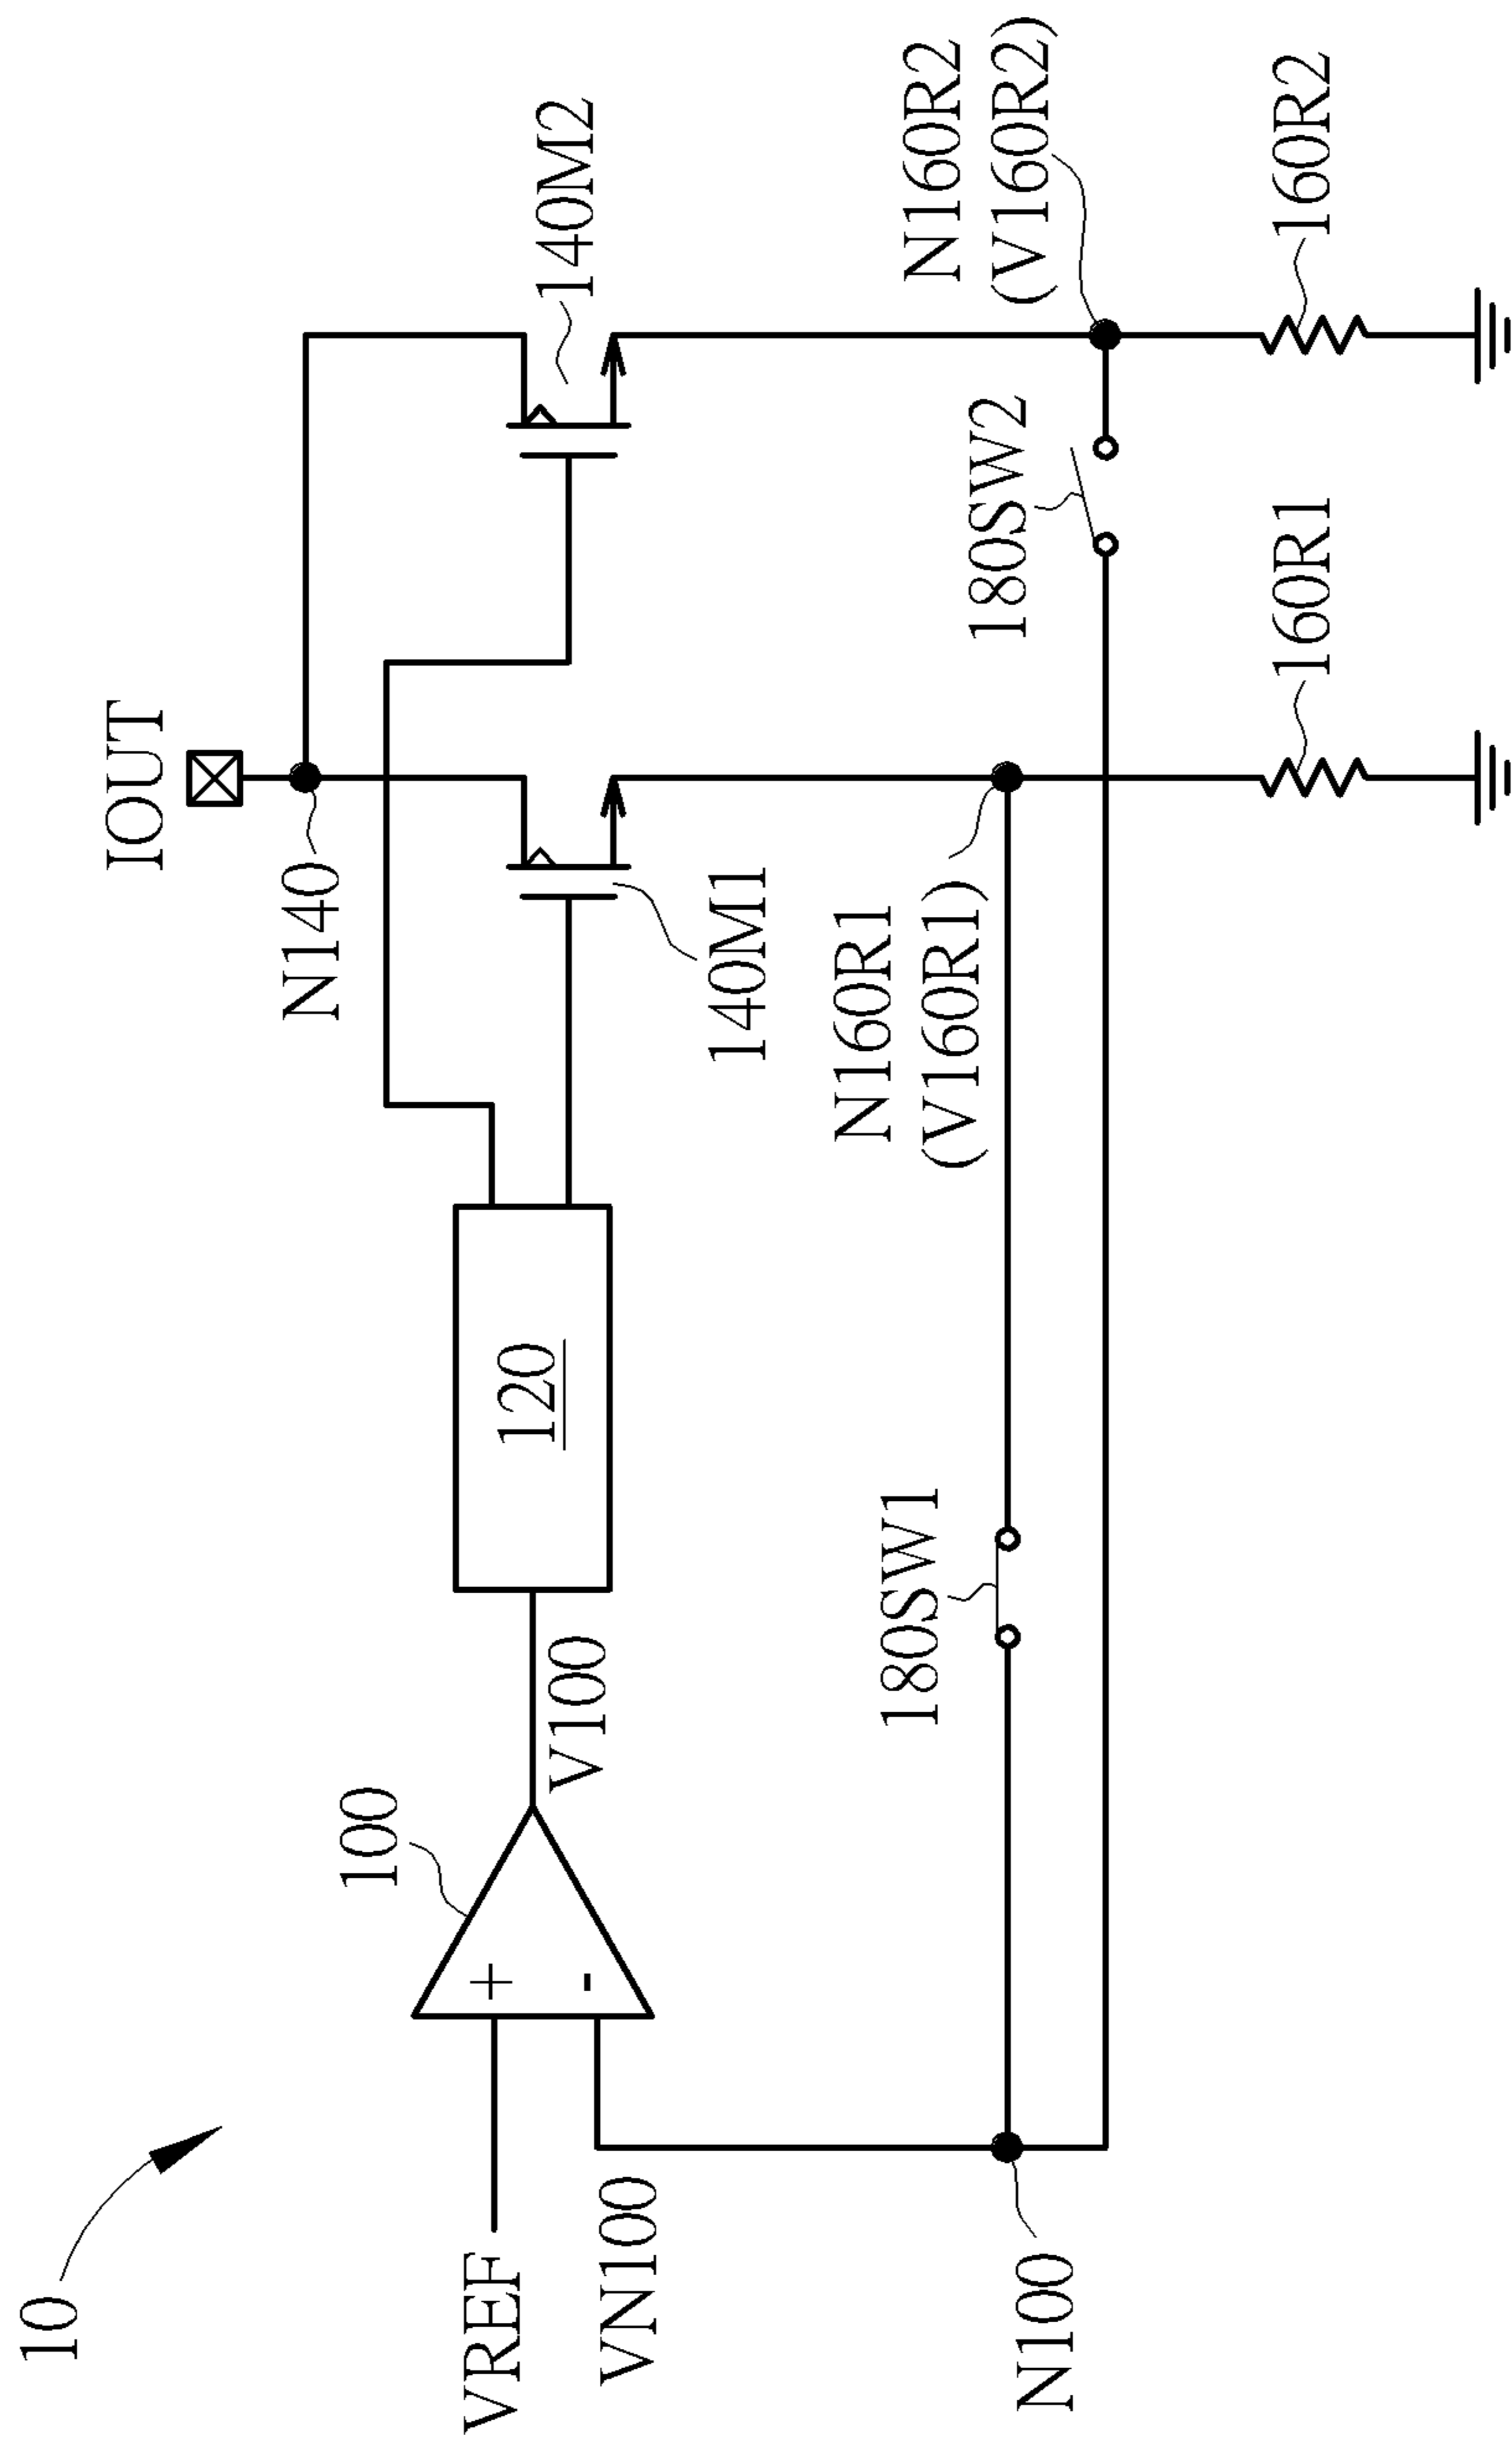 10
IOUT
N140
140M2
100
120
V100
140M1
VREF
+
-
VN100
N160R2
(V160R2)
N160R1
(V160R1)
180SW1
180SW2
N100
160R1
160R2